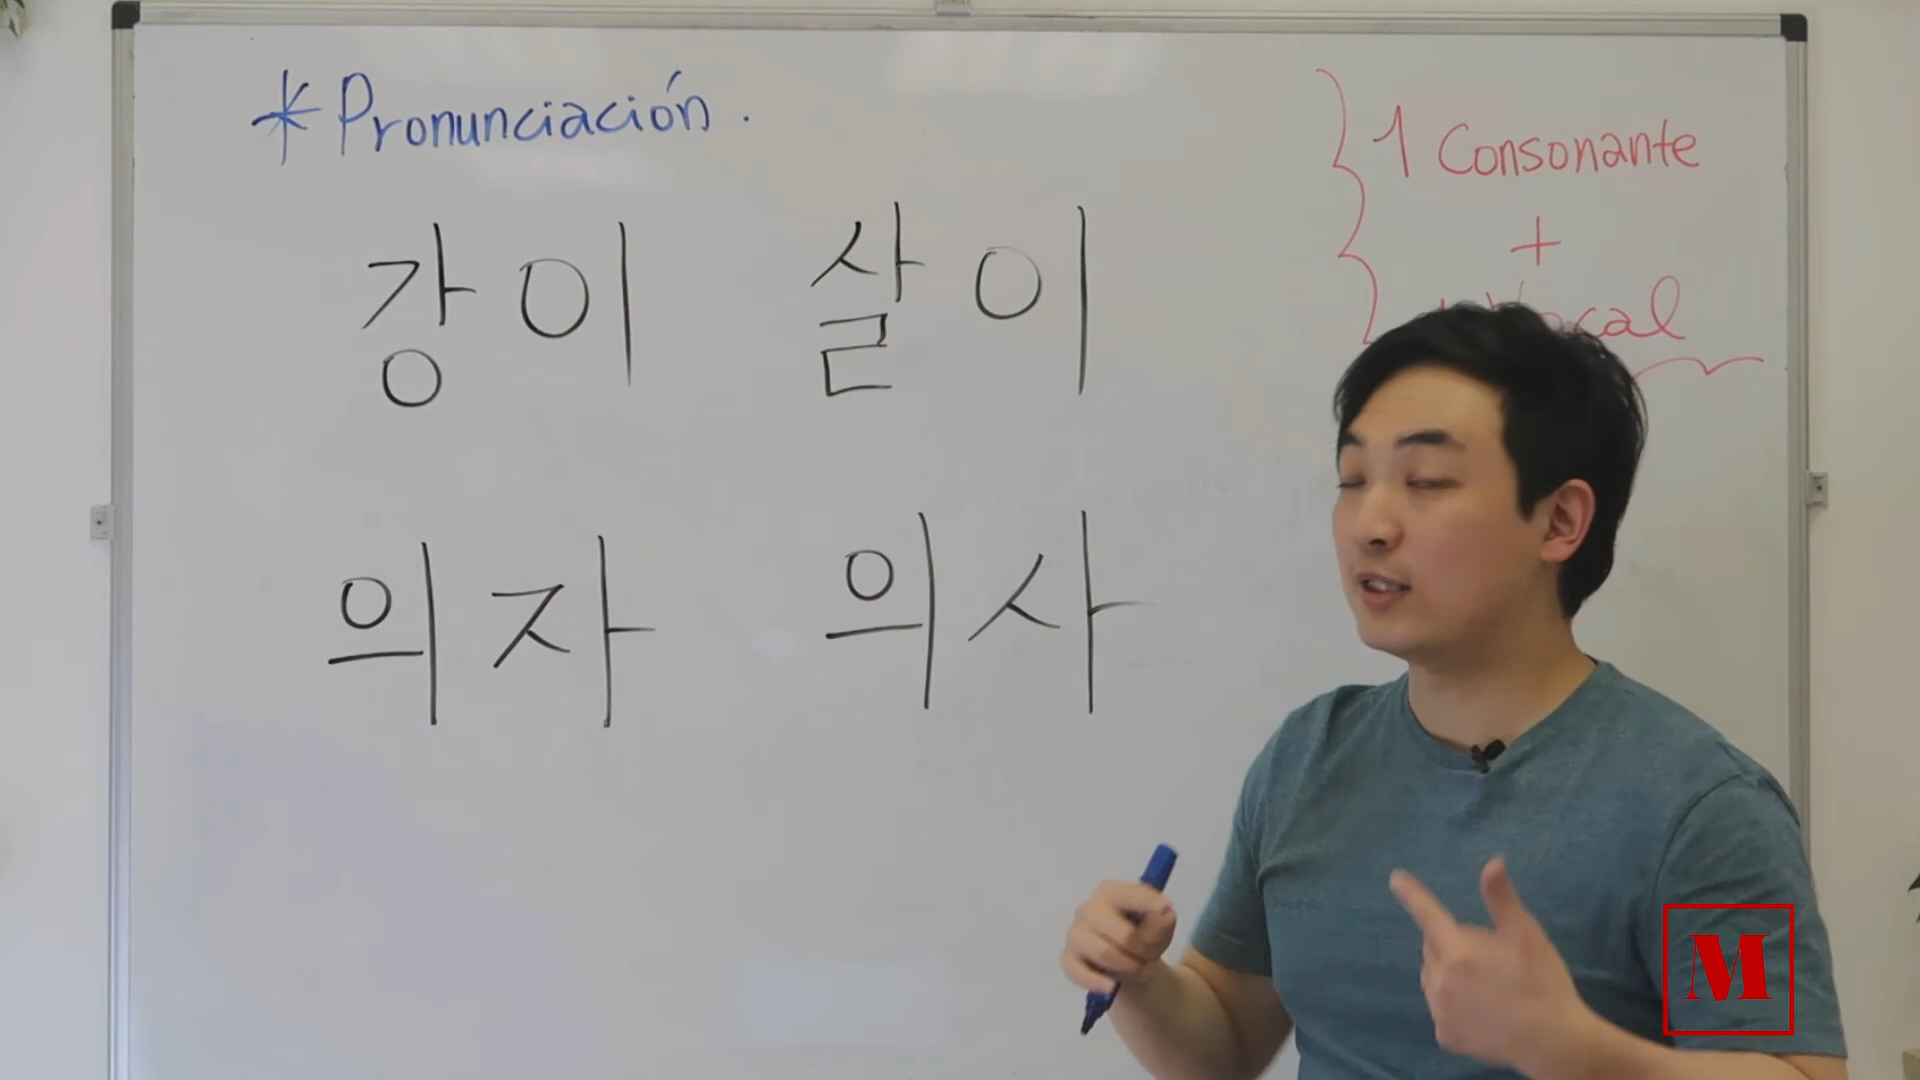 * Pronunciación.
강이 살이
의자 의사
} 1 Consonante
+
Vocal
M